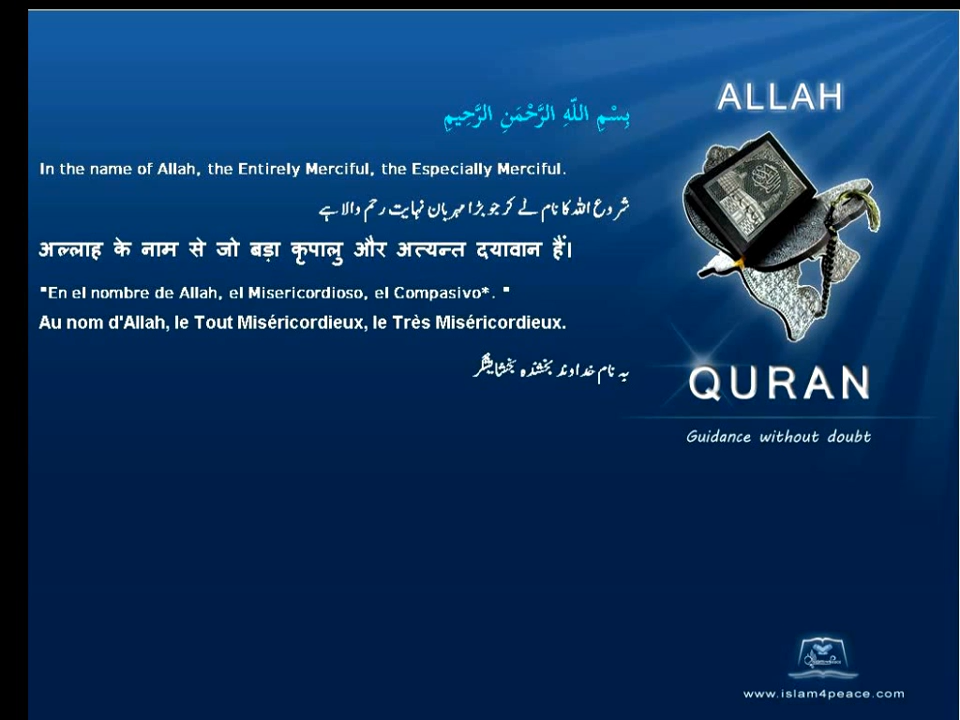 بِسْمِ اللّهِ الرَّحْمَنِ الرَّحِيمِ
In the name of Allah, the Entirely Merciful, the Especially Merciful.
شروع الله کا نام لے کر جو بڑا مہربان نہایت رحم والا ہے
अल्लाह के नाम से जो बड़ा कृपालु और अत्यन्त दयावान हैं।
"En el nombre de Allah, el Misericordioso, el Compasivo*. "
Au nom d'Allah, le Tout Miséricordieux, le Très Miséricordieux.
به نام خداوند بخشنده بخشایشگر
ALLAH
QURAN
Guidance without doubt
www.islam4peace.com